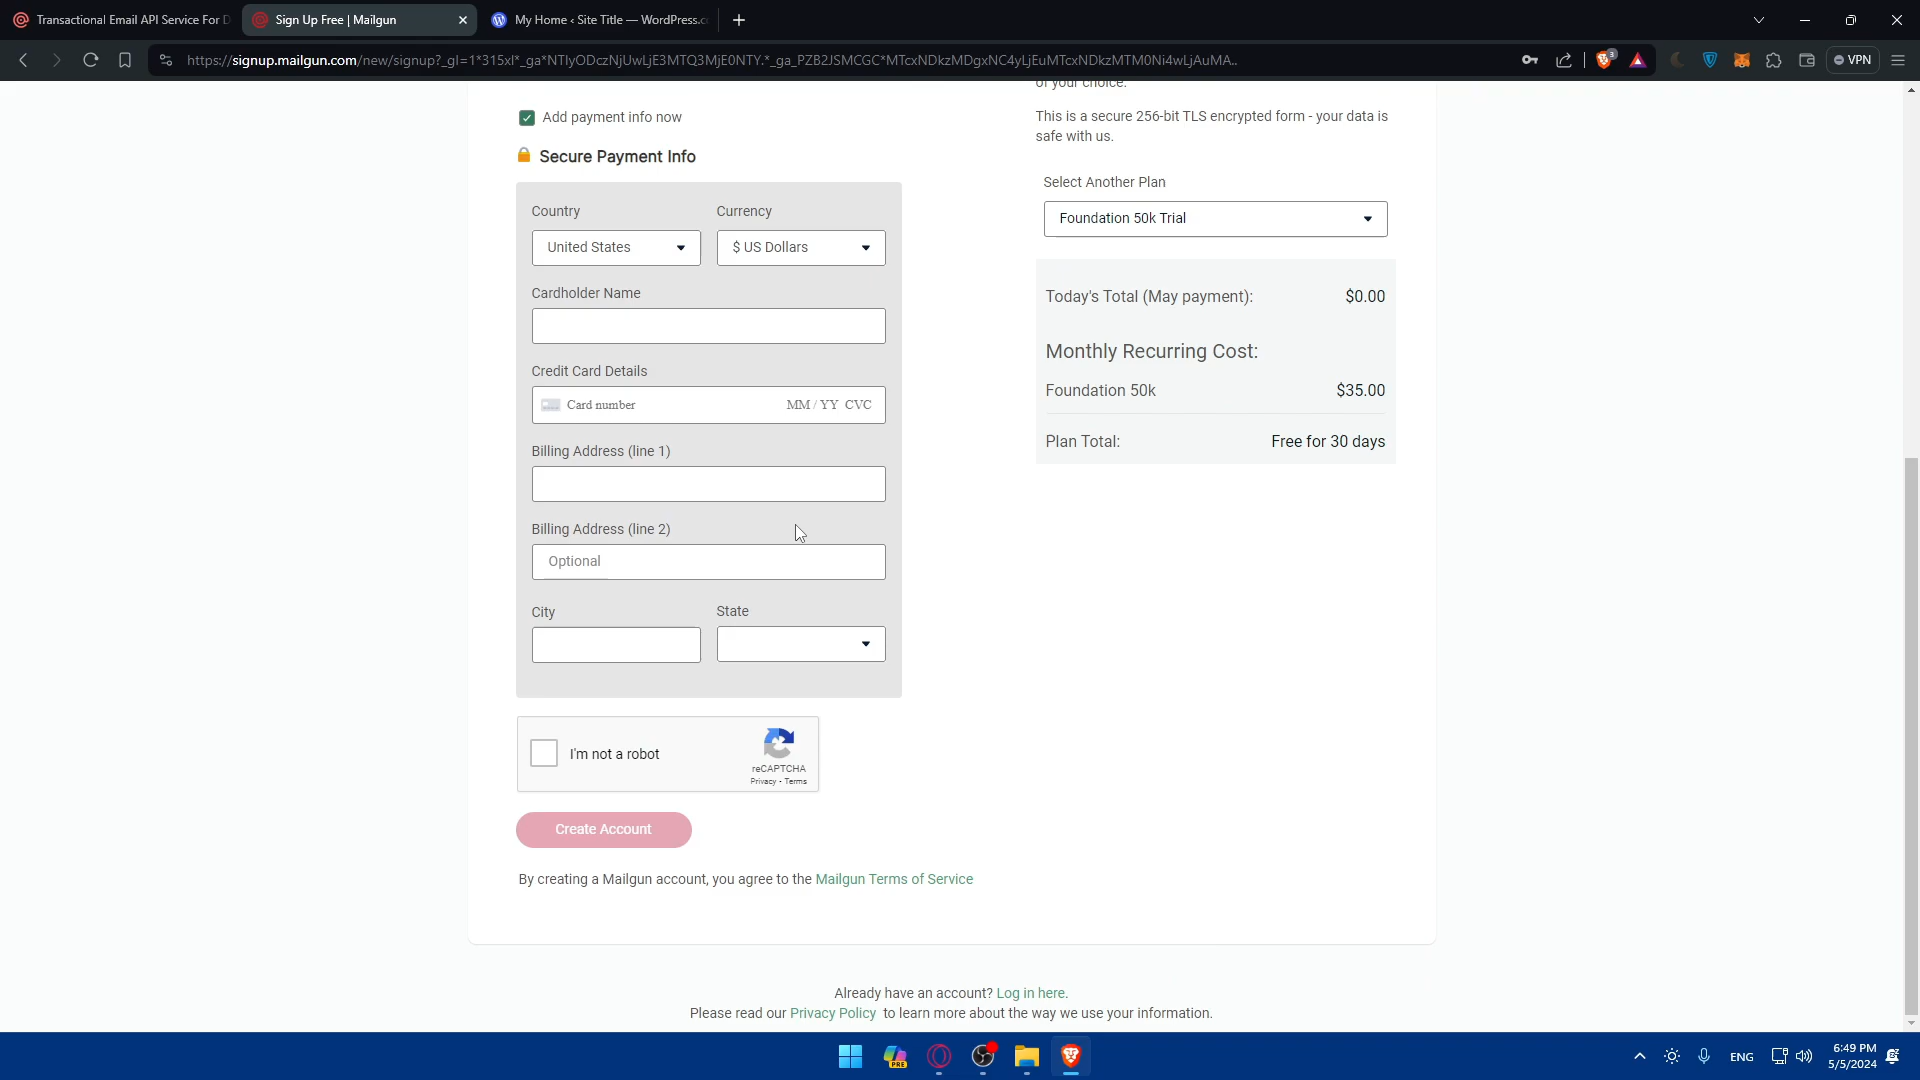 Transactional Email API Service For D
Sign Up Free | Mailgun
My Home ‹ Site Title — WordPress.c
https://signup.mailgun.com/new/signup?_gl=1*315xl*_ga*NTIyODczNjUwLjE3MTQ3MjE0NTY.*_ga_PZB2JSMCGC*MTcxNDkzMDgxNC4yLjEuMTcxNDkzMTM0Ni4wLjAuMA..
3
VPN
of your choice.
Add payment info now
This is a secure 256-bit TLS encrypted form - your data is
safe with us.
Secure Payment Info
Select Another Plan
Foundation 50k Trial
Country
Currency
United States
$ US Dollars
Cardholder Name
Today's Total (May payment):
$0.00
Monthly Recurring Cost:
Credit Card Details
Foundation 50k
$35.00
Card number
MM / YY CVC
Plan Total:
Free for 30 days
Billing Address (line 1)
Billing Address (line 2)
Optional
City
State
I'm not a robot
reCAPTCHA
Privacy - Terms
Create Account
By creating a Mailgun account, you agree to the Mailgun Terms of Service
Already have an account? Log in here.
Please read our Privacy Policy to learn more about the way we use your information.
PRE
ENG
6:49 PM
5/5/2024